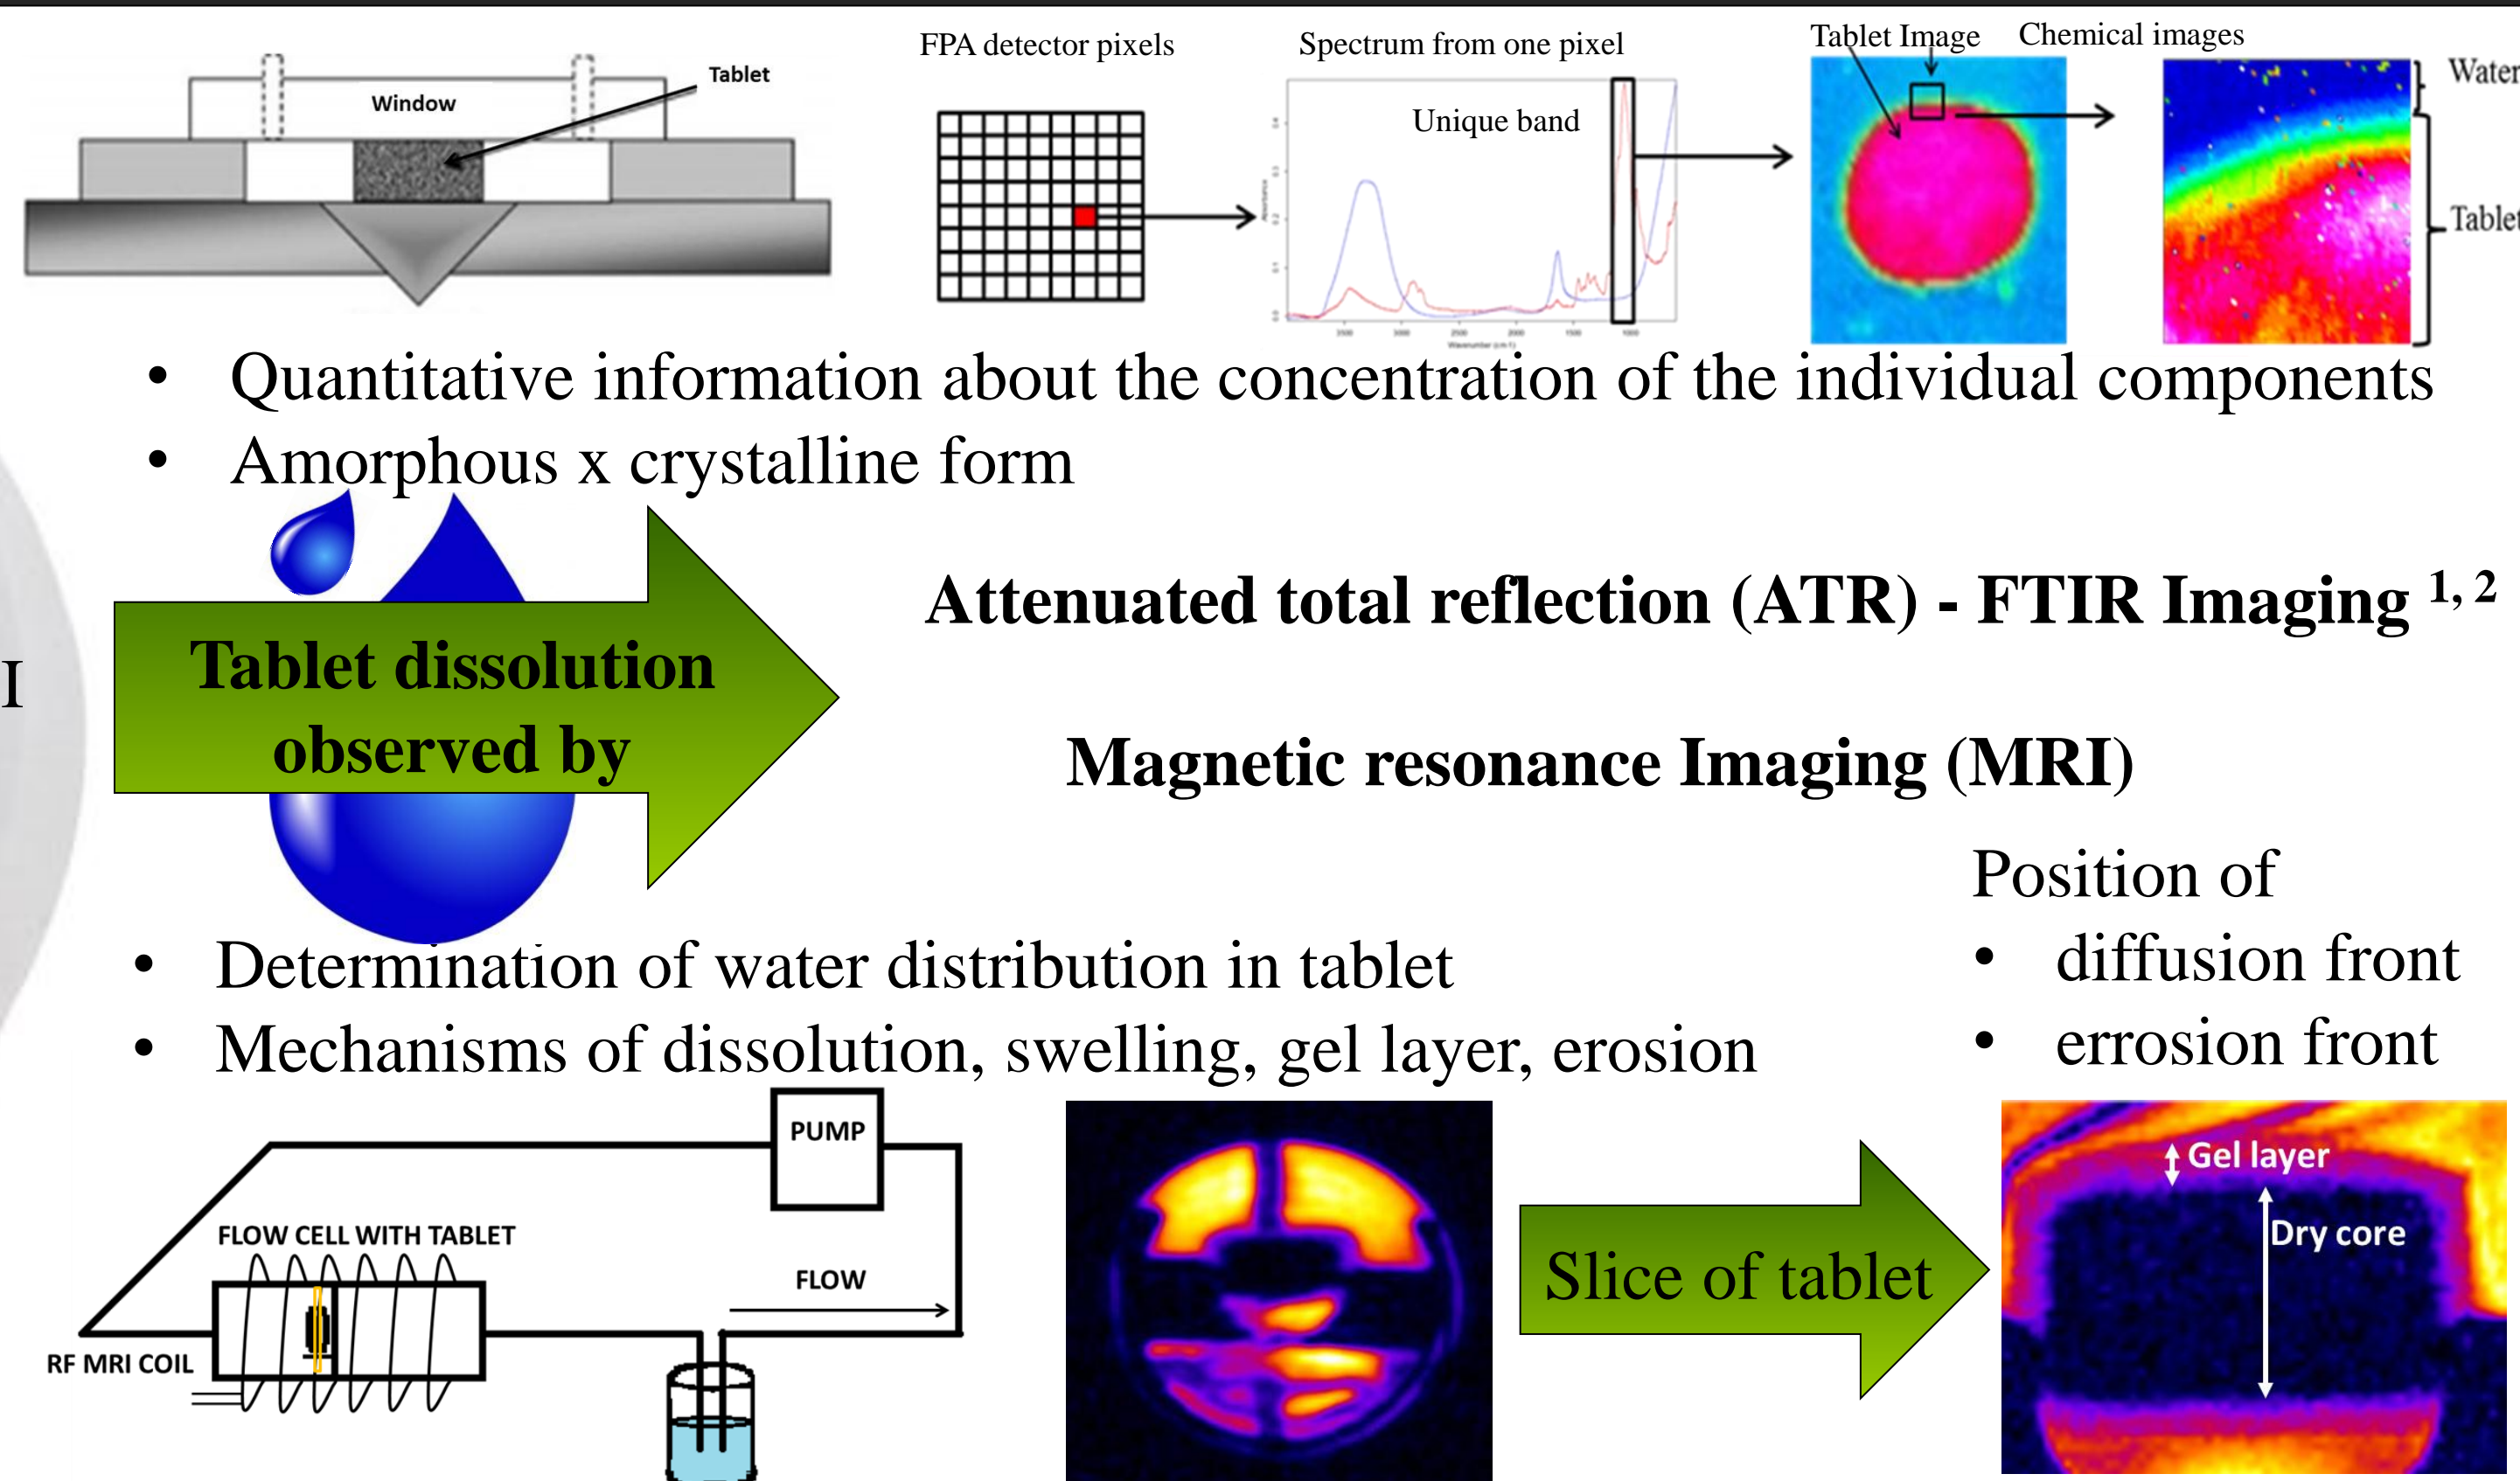 FPA detector pixels
Spectrum from one pixel
Tablet Image
Chemical images
Tablet
Window
Unique band
Water
Tablet
• Quantitative information about the concentration of the individual components
• Amorphous x crystalline form
Attenuated total reflection (ATR) - FTIR Imaging 1, 2
Tablet dissolution
observed by
I
Magnetic resonance Imaging (MRI)
Position of
• diffusion front
• errosion front
• Determination of water distribution in tablet
• Mechanisms of dissolution, swelling, gel layer, erosion
PUMP
FLOW CELL WITH TABLET
FLOW
RF MRI COIL
Slice of tablet
Gel layer
Dry core